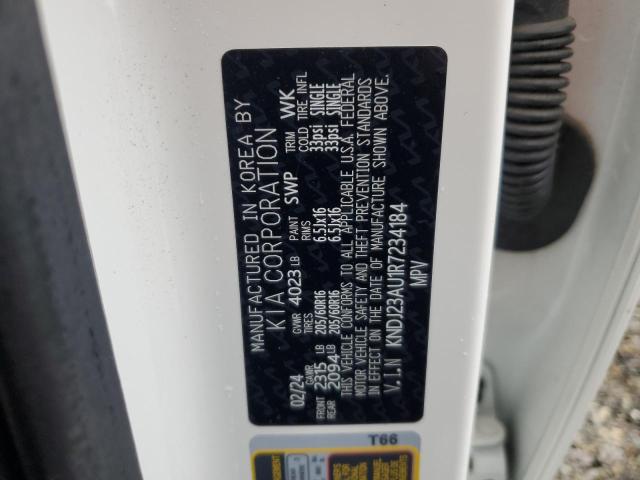 MANUFACTURED IN KOREA BY
KIA CORPORATION
02/24 GVWR 4023 LB PAINT SWP TRIM WK
GAWR TIRES RIMS COLD TIRE INFL
FRONT 2315 LB 205/60R16 6.5JX16 33psi SINGLE
REAR 2094 LB 205/60R16 6.5JX16 33psi SINGLE
THIS VEHICLE CONFORMS TO ALL APPLICABLE U.S.A. FEDERAL
MOTOR VEHICLE SAFETY AND THEFT PREVENTION STANDARDS
IN EFFECT ON THE DATE OF MANUFACTURE SHOWN ABOVE.
V.I.N KNDJ23AU1R7234184
MPV
T66